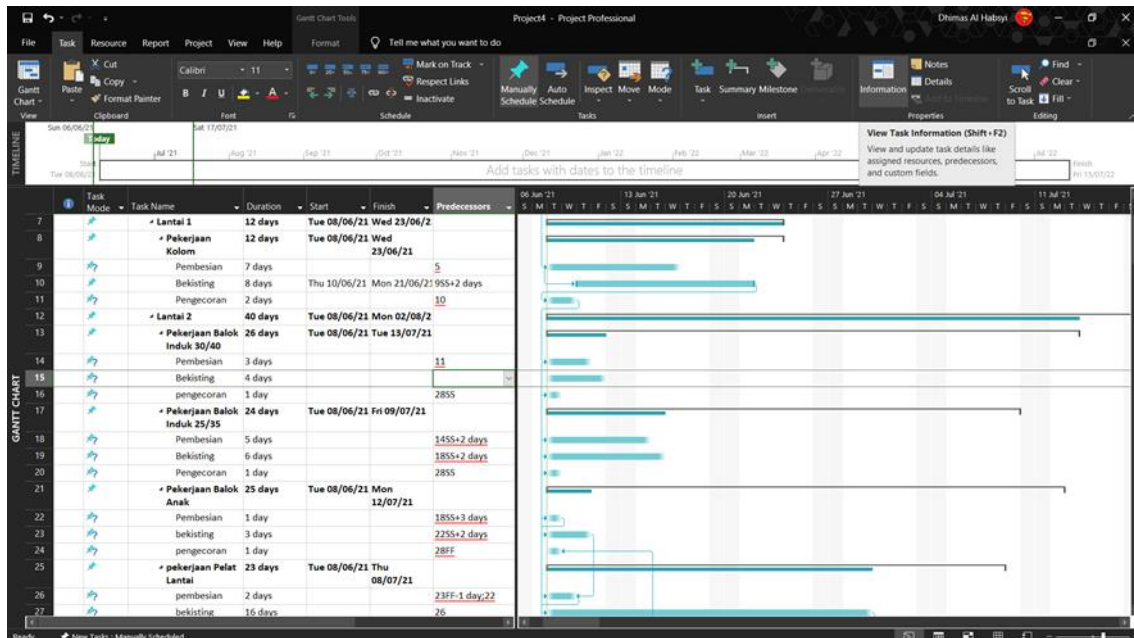 Gantt Chart Tools
Project4 - Project Professional
Dhimas Al Habsyi
File Task Resource Report Project View Help Format Tell me what you want to do
Gantt Chart
View
Paste
Cut
Copy
Format Painter
Clipboard
Calibri 11
B I U A
Font
Mark on Track
Respect Links
Inactivate
Schedule
Manually Schedule
Auto Schedule
Inspect
Move
Mode
Tasks
Task
Summary
Milestone
Insert
Information
Notes
Details
Add to Timeline
Properties
Scroll to Task
Find
Clear
Fill
Editing
View Task Information (Shift+F2)
View and update task details like
assigned resources, predecessors,
and custom fields.
TIMELINE
Sun 06/06/21
Sat 17/07/21
Today
Jul '21 Aug '21 Sep '21 Oct '21 Nov '21 Dec '21 Jan '22 Feb '22 Mar '22 Apr '22 Jul '22
Start
Tue 08/06/21
Add tasks with dates to the timeline
Finish
Fri 15/07/22
GANTT CHART
Task Mode Task Name Duration Start Finish Predecessors
06 Jun '21 13 Jun '21 20 Jun '21 27 Jun '21 04 Jul '21 11 Jul '21
S M T W T F S S M T W T F S S M T W T F S S M T W T F S S M T W T F S S M T W T F
7 Lantai 1 12 days Tue 08/06/21 Wed 23/06/2
8 Pekerjaan Kolom 12 days Tue 08/06/21 Wed 23/06/21
9 Pembesian 7 days 5
10 Bekisting 8 days Thu 10/06/21 Mon 21/06/21 9SS+2 days
11 Pengecoran 2 days 10
12 Lantai 2 40 days Tue 08/06/21 Mon 02/08/2
13 Pekerjaan Balok Induk 30/40 26 days Tue 08/06/21 Tue 13/07/21
14 Pembesian 3 days 11
15 Bekisting 4 days
16 pengecoran 1 day 28SS
17 Pekerjaan Balok Induk 25/35 24 days Tue 08/06/21 Fri 09/07/21
18 Pembesian 5 days 14SS+2 days
19 Bekisting 6 days 18SS+2 days
20 Pengecoran 1 day 28SS
21 Pekerjaan Balok Anak 25 days Tue 08/06/21 Mon 12/07/21
22 Pembesian 1 day 18SS+3 days
23 bekisting 3 days 22SS+2 days
24 pengecoran 1 day 28FF
25 pekerjaan Pelat Lantai 23 days Tue 08/06/21 Thu 08/07/21
26 pembesian 2 days 23FF-1 day;22
27 bekisting 16 days 26
Ready New Tasks : Manually Scheduled